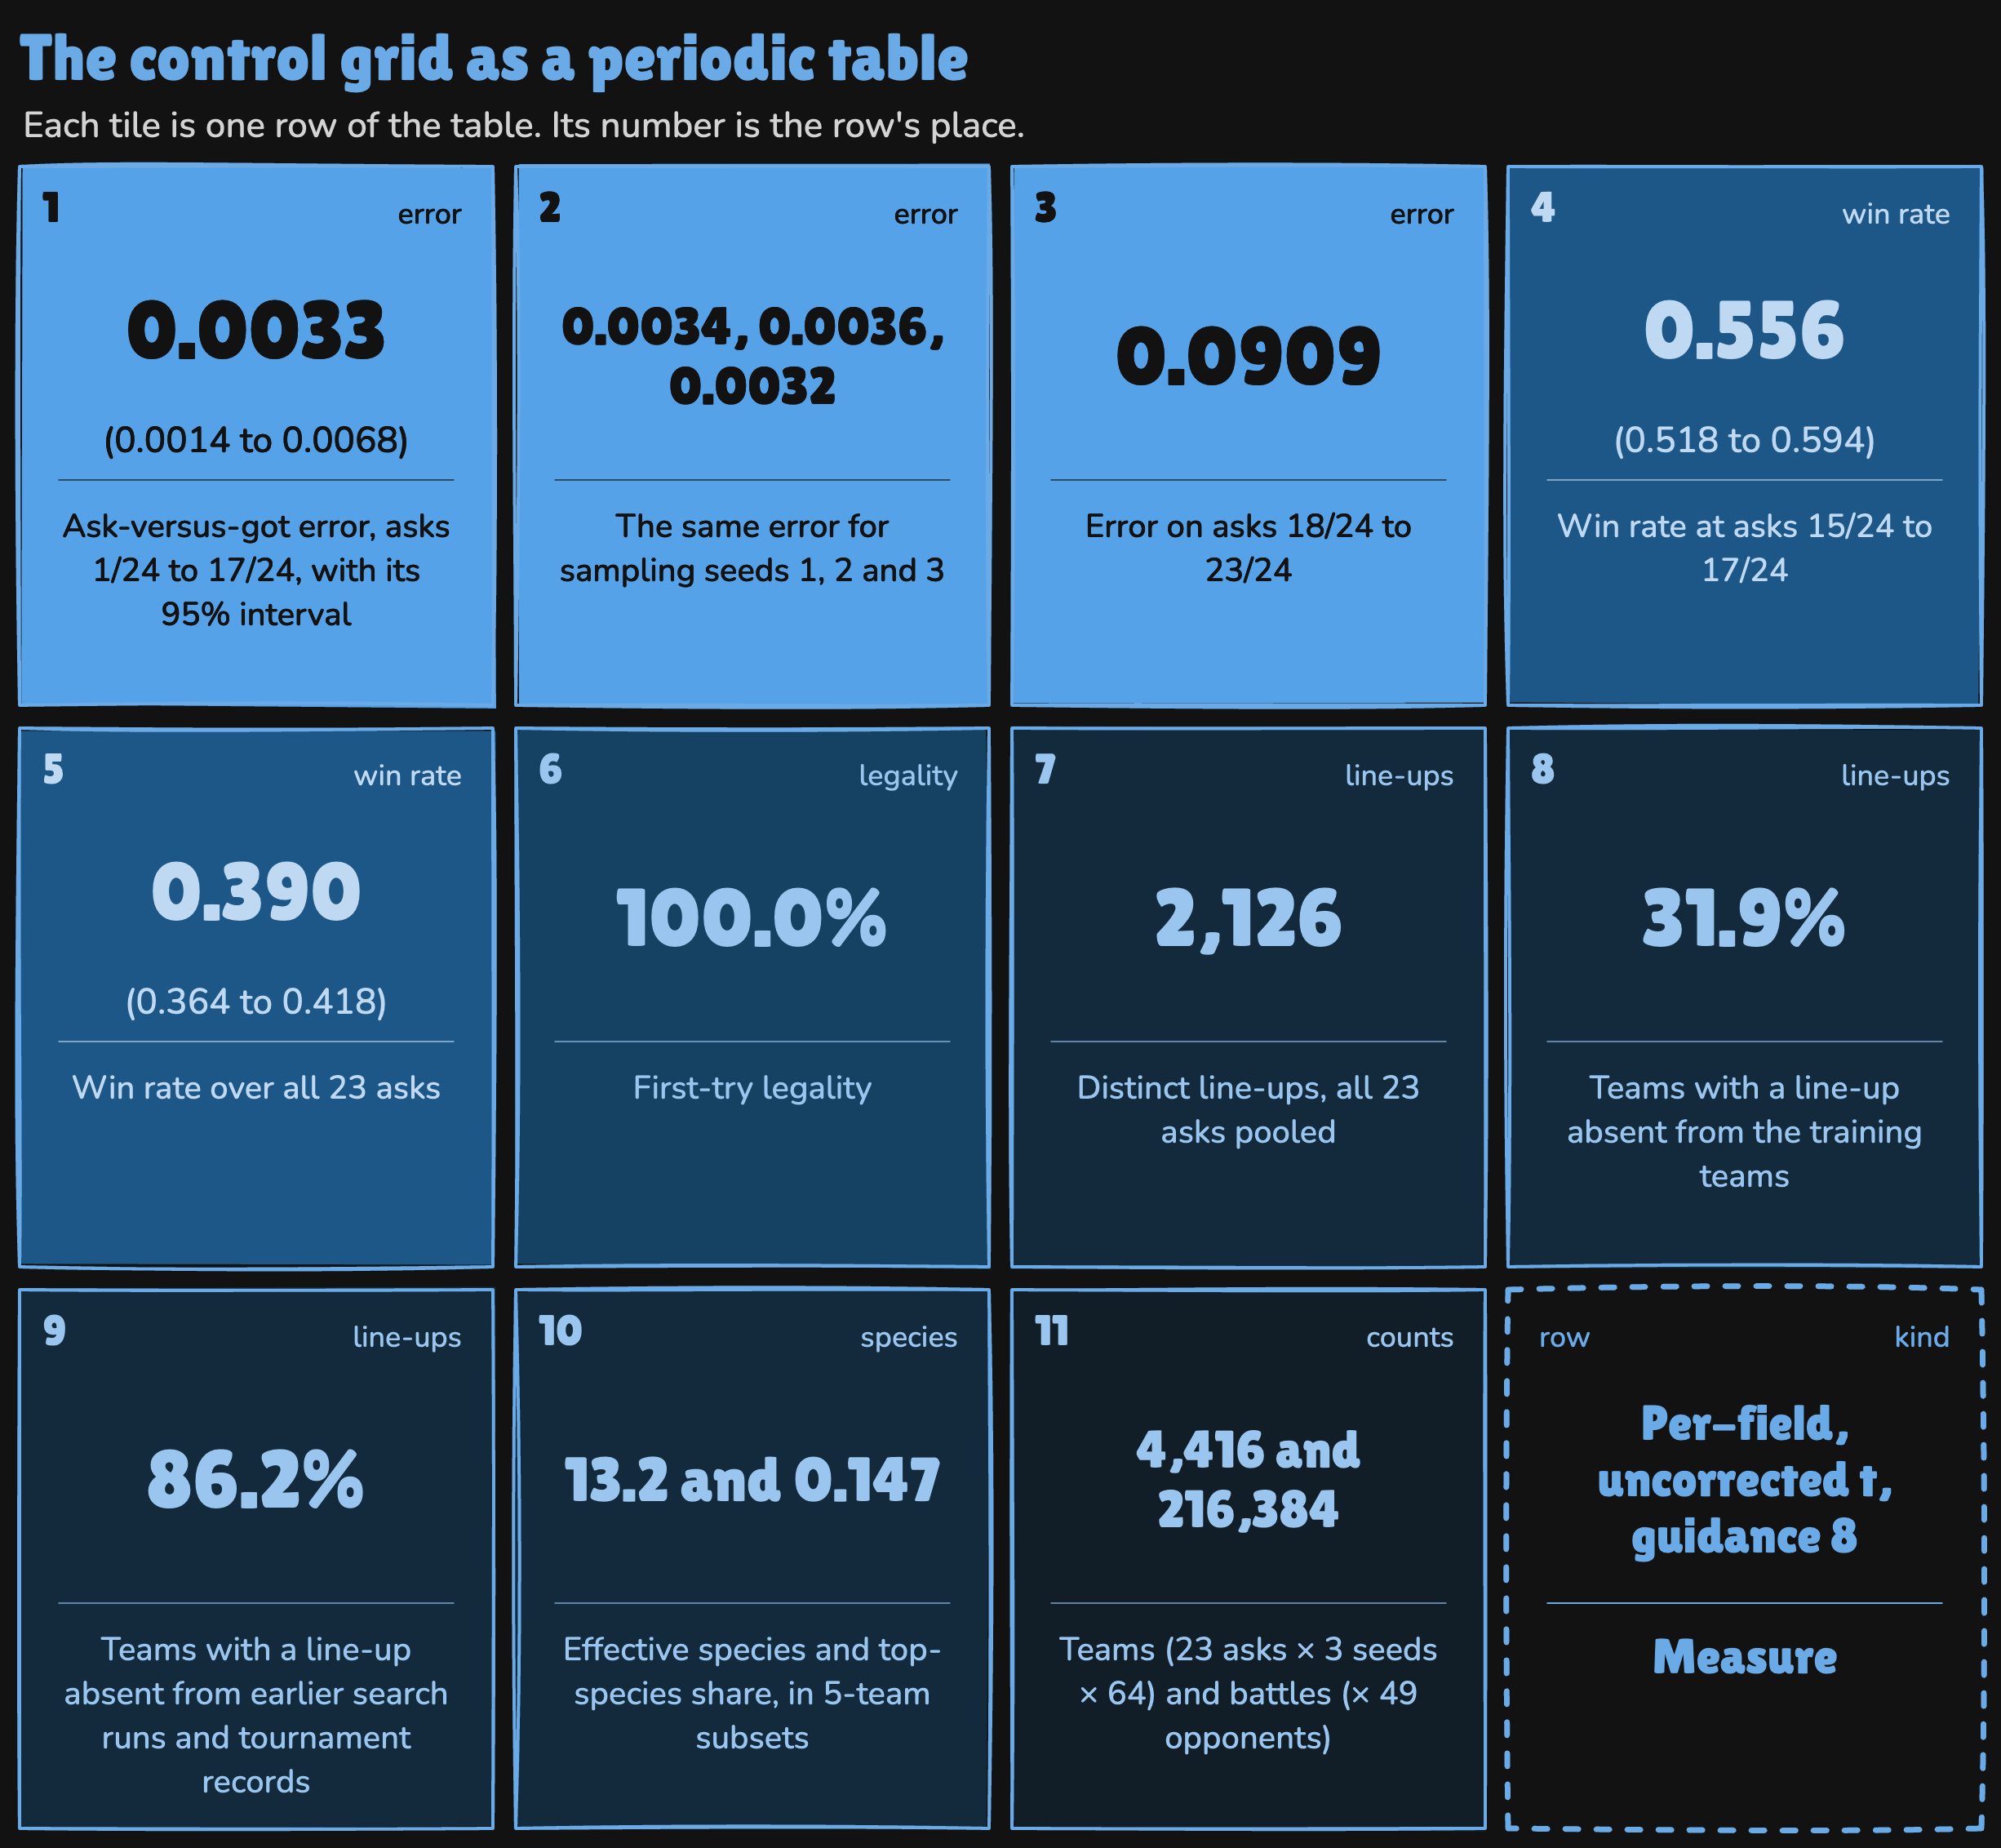 The control grid as a periodic table
Each tile is one row of the table. Its number is the row's place.
1
error
0.0033
(0.0014 to 0.0068)
Ask-versus-got error, asks
1/24 to 17/24, with its
95% interval
2
error
0.0034, 0.0036,
0.0032
The same error for
sampling seeds 1, 2 and 3
3
error
0.0909
Error on asks 18/24 to
23/24
4
win rate
0.556
(0.518 to 0.594)
Win rate at asks 15/24 to
17/24
5
win rate
0.390
(0.364 to 0.418)
Win rate over all 23 asks
6
legality
100.0%
First-try legality
7
line-ups
2,126
Distinct line-ups, all 23
asks pooled
8
line-ups
31.9%
Teams with a line-up
absent from the training
teams
9
line-ups
86.2%
Teams with a line-up
absent from earlier search
runs and tournament
records
10
species
13.2 and 0.147
Effective species and top-
species share, in 5-team
subsets
11
counts
4,416 and
216,384
Teams (23 asks × 3 seeds
× 64) and battles (× 49
opponents)
row
kind
Per-field,
uncorrected t,
guidance 8
Measure